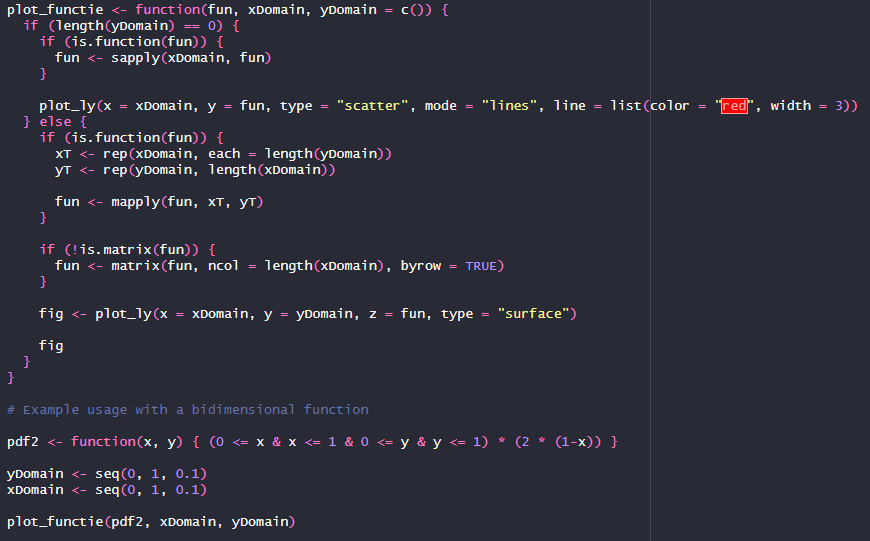 plot_functie <- function(fun, xDomain, yDomain = c()) {
  if (length(yDomain) == 0) {
    if (is.function(fun)) {
      fun <- sapply(xDomain, fun)
    }

    plot_ly(x = xDomain, y = fun, type = "scatter", mode = "lines", line = list(color = "red", width = 3))
  } else {
    if (is.function(fun)) {
      xT <- rep(xDomain, each = length(yDomain))
      yT <- rep(yDomain, length(xDomain))

      fun <- mapply(fun, xT, yT)
    }

    if (!is.matrix(fun)) {
      fun <- matrix(fun, ncol = length(xDomain), byrow = TRUE)
    }

    fig <- plot_ly(x = xDomain, y = yDomain, z = fun, type = "surface")

    fig
  }
}

# Example usage with a bidimensional function

pdf2 <- function(x, y) { (0 <= x & x <= 1 & 0 <= y & y <= 1) * (2 * (1-x)) }

yDomain <- seq(0, 1, 0.1)
xDomain <- seq(0, 1, 0.1)

plot_functie(pdf2, xDomain, yDomain)